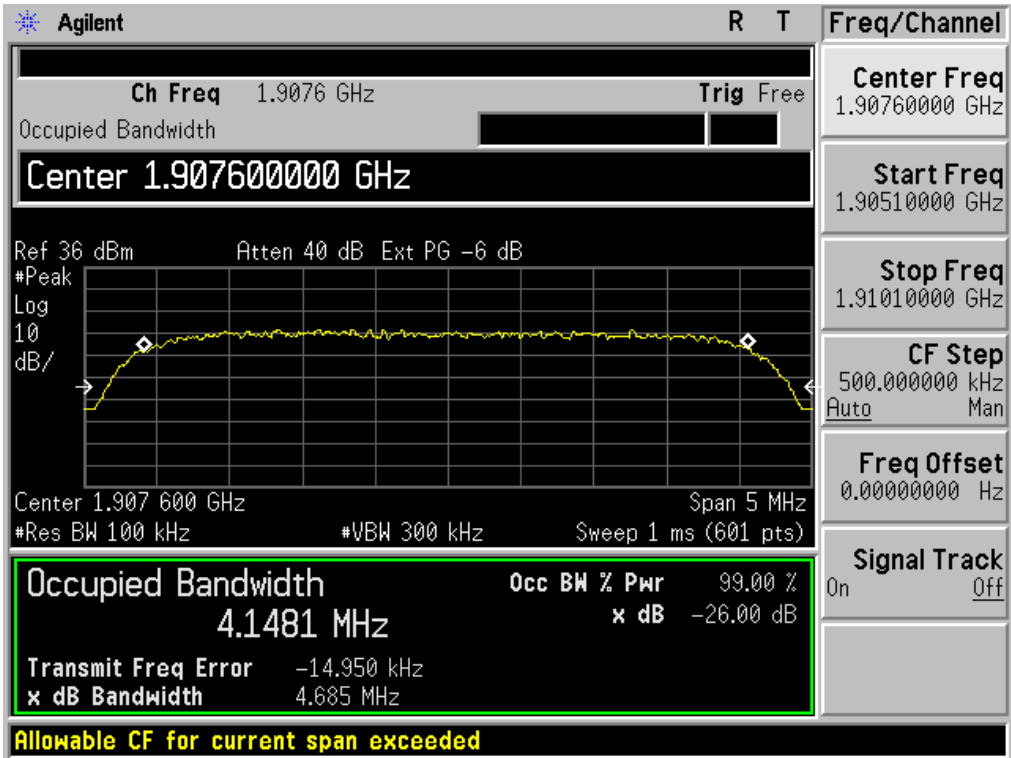 Agilent R T Freq/Channel
Ch Freq 1.9076 GHz Trig Free
Occupied Bandwidth
Center 1.907600000 GHz
Ref 36 dBm Atten 40 dB Ext PG -6 dB
#Peak
Log
10
dB/
Center 1.907 600 GHz Span 5 MHz
#Res BW 100 kHz #VBW 300 kHz Sweep 1 ms (601 pts)
Occupied Bandwidth Occ BW % Pwr 99.00 %
4.1481 MHz x dB -26.00 dB
Transmit Freq Error -14.950 kHz
x dB Bandwidth 4.685 MHz
Allowable CF for current span exceeded
Center Freq
1.90760000 GHz
Start Freq
1.90510000 GHz
Stop Freq
1.91010000 GHz
CF Step
500.000000 kHz
Auto Man
Freq Offset
0.00000000 Hz
Signal Track
On Off